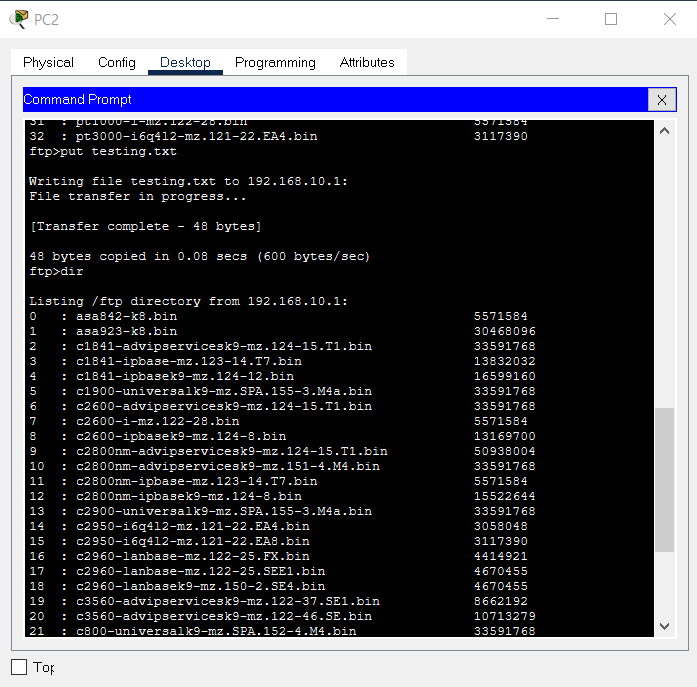 PC2
Physical Config Desktop Programming Attributes
Command Prompt
X
31 : pt1000-i-mz.122-28.bin 5571584
32 : pt3000-i6q4l2-mz.121-22.EA4.bin 3117390
ftp>put testing.txt
Writing file testing.txt to 192.168.10.1:
File transfer in progress...
[Transfer complete - 48 bytes]
48 bytes copied in 0.08 secs (600 bytes/sec)
ftp>dir
Listing /ftp directory from 192.168.10.1:
0 : asa842-k8.bin 5571584
1 : asa923-k8.bin 30468096
2 : c1841-advipservicesk9-mz.124-15.T1.bin 33591768
3 : c1841-ipbase-mz.123-14.T7.bin 13832032
4 : c1841-ipbasek9-mz.124-12.bin 16599160
5 : c1900-universalk9-mz.SPA.155-3.M4a.bin 33591768
6 : c2600-advipservicesk9-mz.124-15.T1.bin 33591768
7 : c2600-i-mz.122-28.bin 5571584
8 : c2600-ipbasek9-mz.124-8.bin 13169700
9 : c2800nm-advipservicesk9-mz.124-15.T1.bin 50938004
10 : c2800nm-advipservicesk9-mz.151-4.M4.bin 33591768
11 : c2800nm-ipbase-mz.123-14.T7.bin 5571584
12 : c2800nm-ipbasek9-mz.124-8.bin 15522644
13 : c2900-universalk9-mz.SPA.155-3.M4a.bin 33591768
14 : c2950-i6q4l2-mz.121-22.EA4.bin 3058048
15 : c2950-i6q4l2-mz.121-22.EA8.bin 3117390
16 : c2960-lanbase-mz.122-25.FX.bin 4414921
17 : c2960-lanbase-mz.122-25.SEE1.bin 4670455
18 : c2960-lanbasek9-mz.150-2.SE4.bin 4670455
19 : c3560-advipservicesk9-mz.122-37.SE1.bin 8662192
20 : c3560-advipservicesk9-mz.122-46.SE.bin 10713279
21 : c800-universalk9-mz.SPA.152-4.M4.bin 33591768
Top